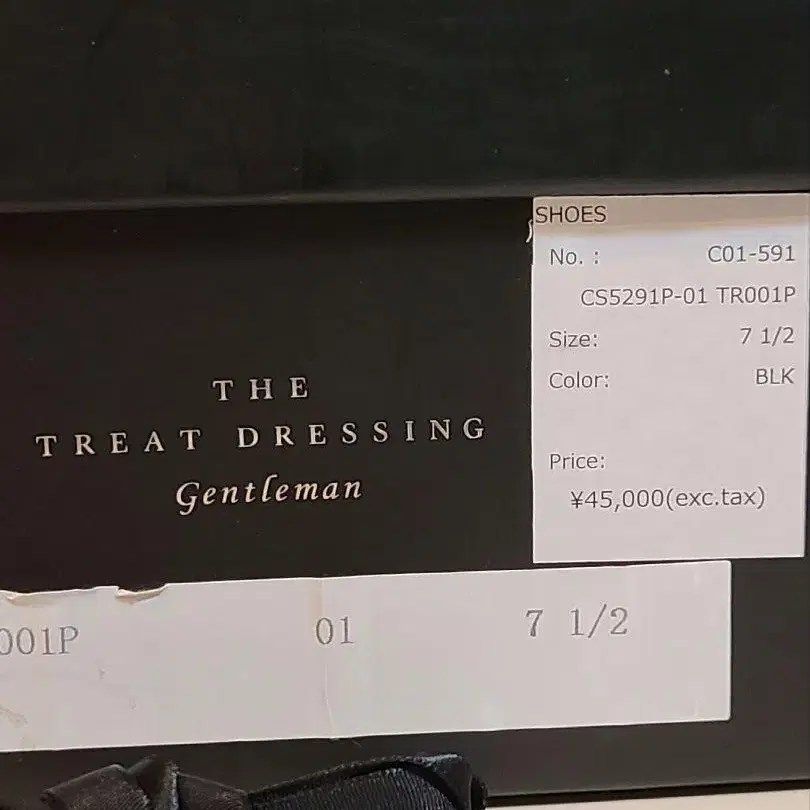 THE
TREAT DRESSING
Gentleman
SHOES
No. : C01-591
CS5291P-01 TR001P
Size: 7 1/2
Color: BLK
Price:
¥45,000(exc.tax)
001P 01 7 1/2